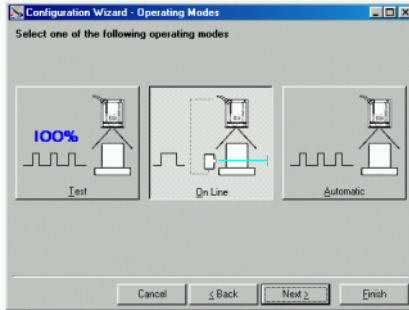 Configuration Wizard - Operating Modes
Select one of the following operating modes
100%
Test
On Line
Automatic
Cancel
< Back
Next >
Finish